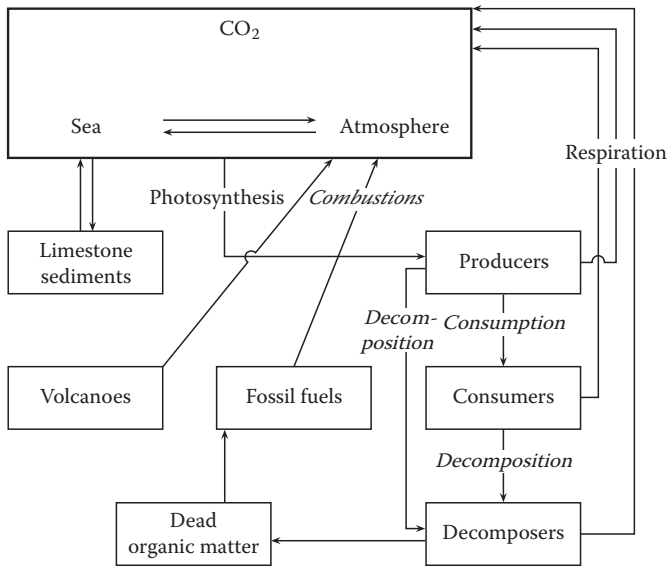 CO₂
Sea
Atmosphere
Respiration
Photosynthesis
Combustions
Limestone
sediments
Producers
Decom-
position
Consumption
Volcanoes
Fossil fuels
Consumers
Decomposition
Dead
organic matter
Decomposers